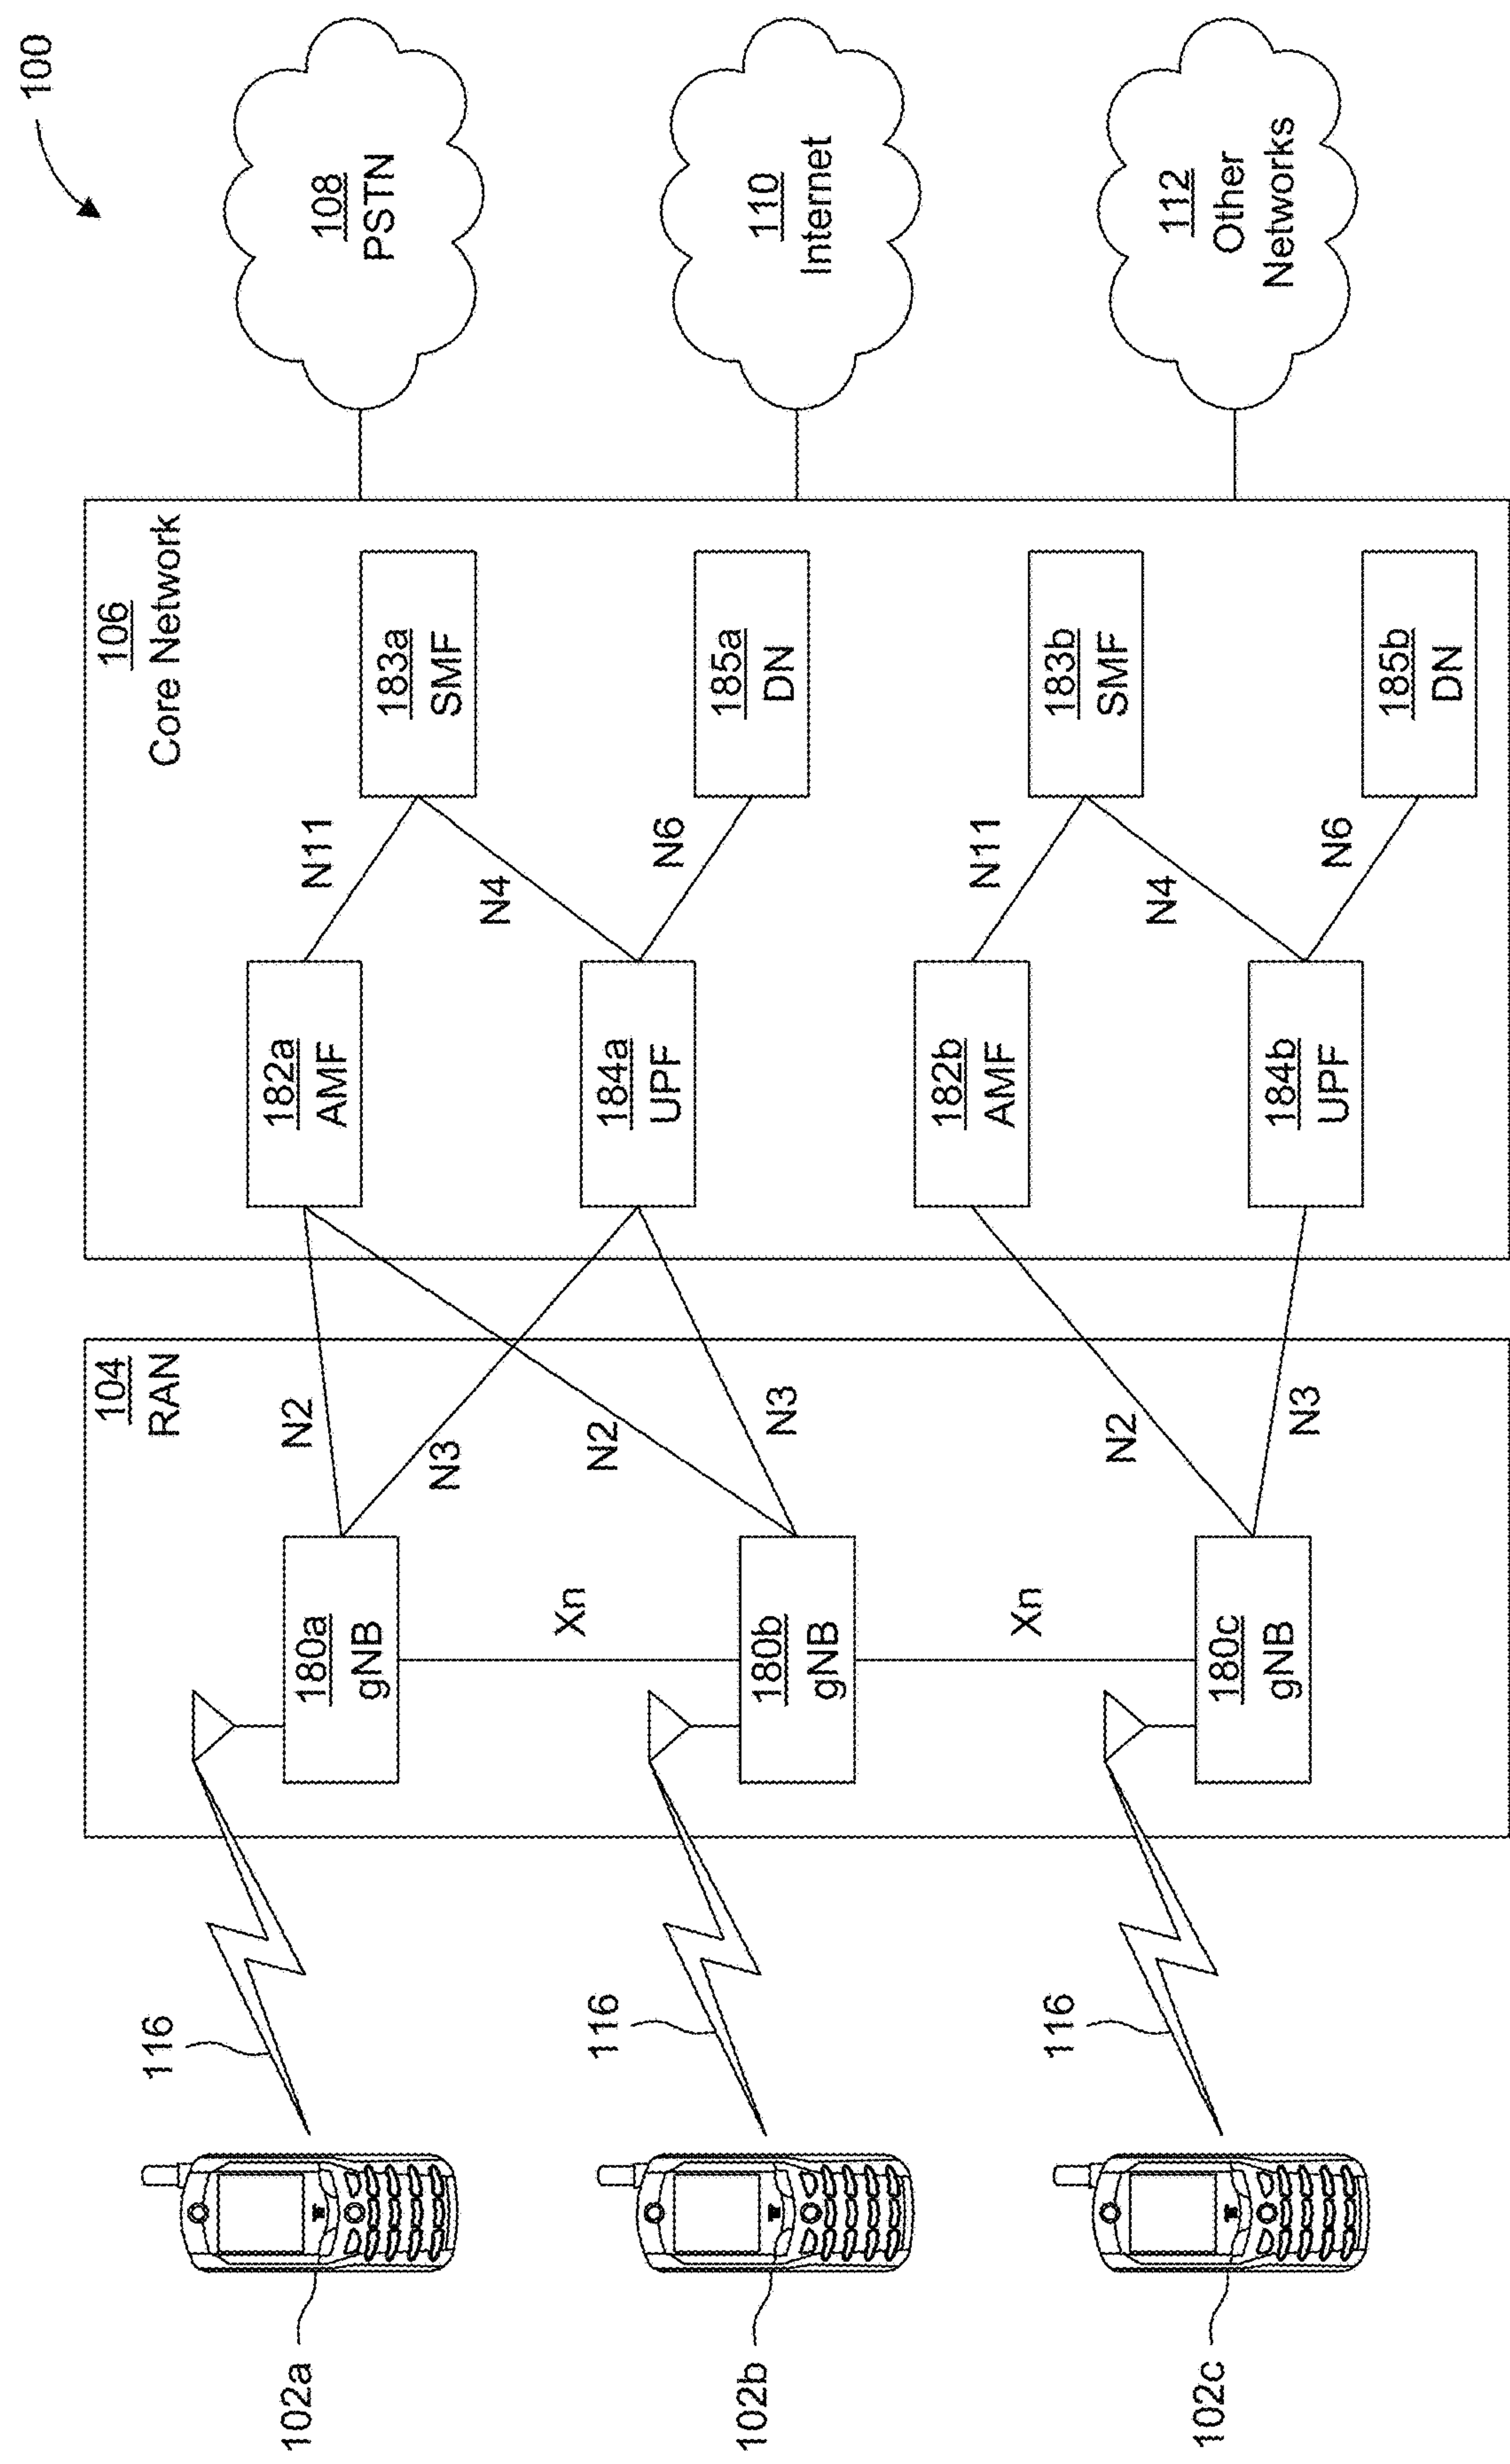 100
102a
116
102b
116
102c
116
104
RAN
180a
gNB
Xn
180b
gNB
Xn
180c
gNB
N2
N3
N2
N3
N2
N3
106
Core Network
182a
AMF
184a
UPF
182b
AMF
184b
UPF
N11
N4
N6
N11
N4
N6
183a
SMF
185a
DN
183b
SMF
185b
DN
108
PSTN
110
Internet
112
Other
Networks